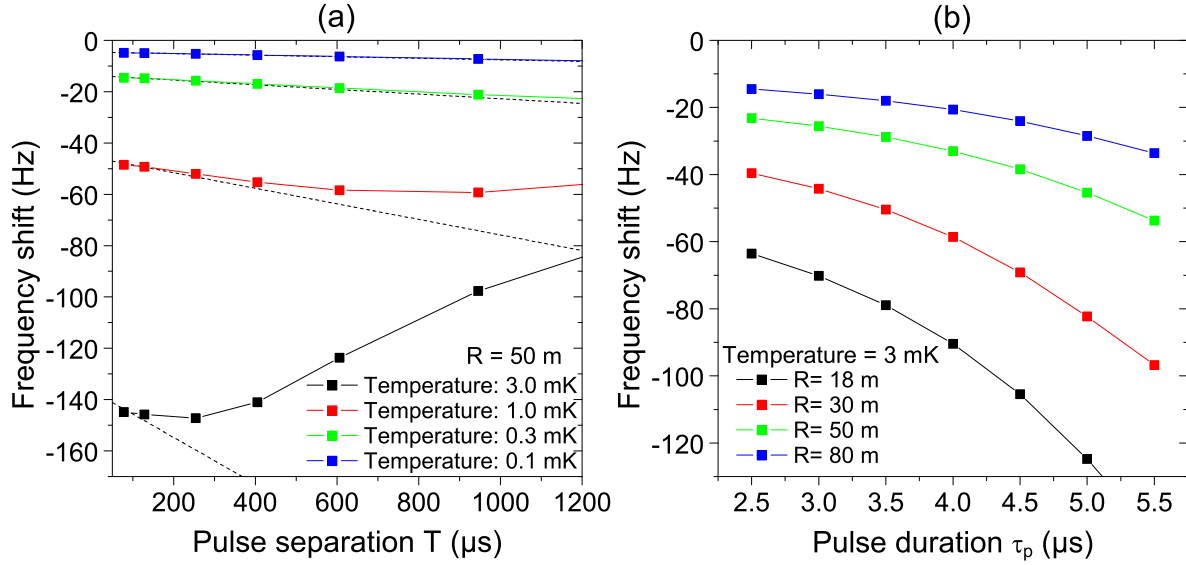 (a)
0
-20
-40
-60
-80
-100
-120
-140
-160
200
400
600
800
1000
1200
Frequency shift (Hz)
Pulse separation T (μs)
R = 50 m
Temperature: 3.0 mK
Temperature: 1.0 mK
Temperature: 0.3 mK
Temperature: 0.1 mK
(b)
0
-20
-40
-60
-80
-100
-120
2.5
3.0
3.5
4.0
4.5
5.0
5.5
Frequency shift (Hz)
Pulse duration τp (μs)
Temperature = 3 mK
R= 18 m
R= 30 m
R= 50 m
R= 80 m